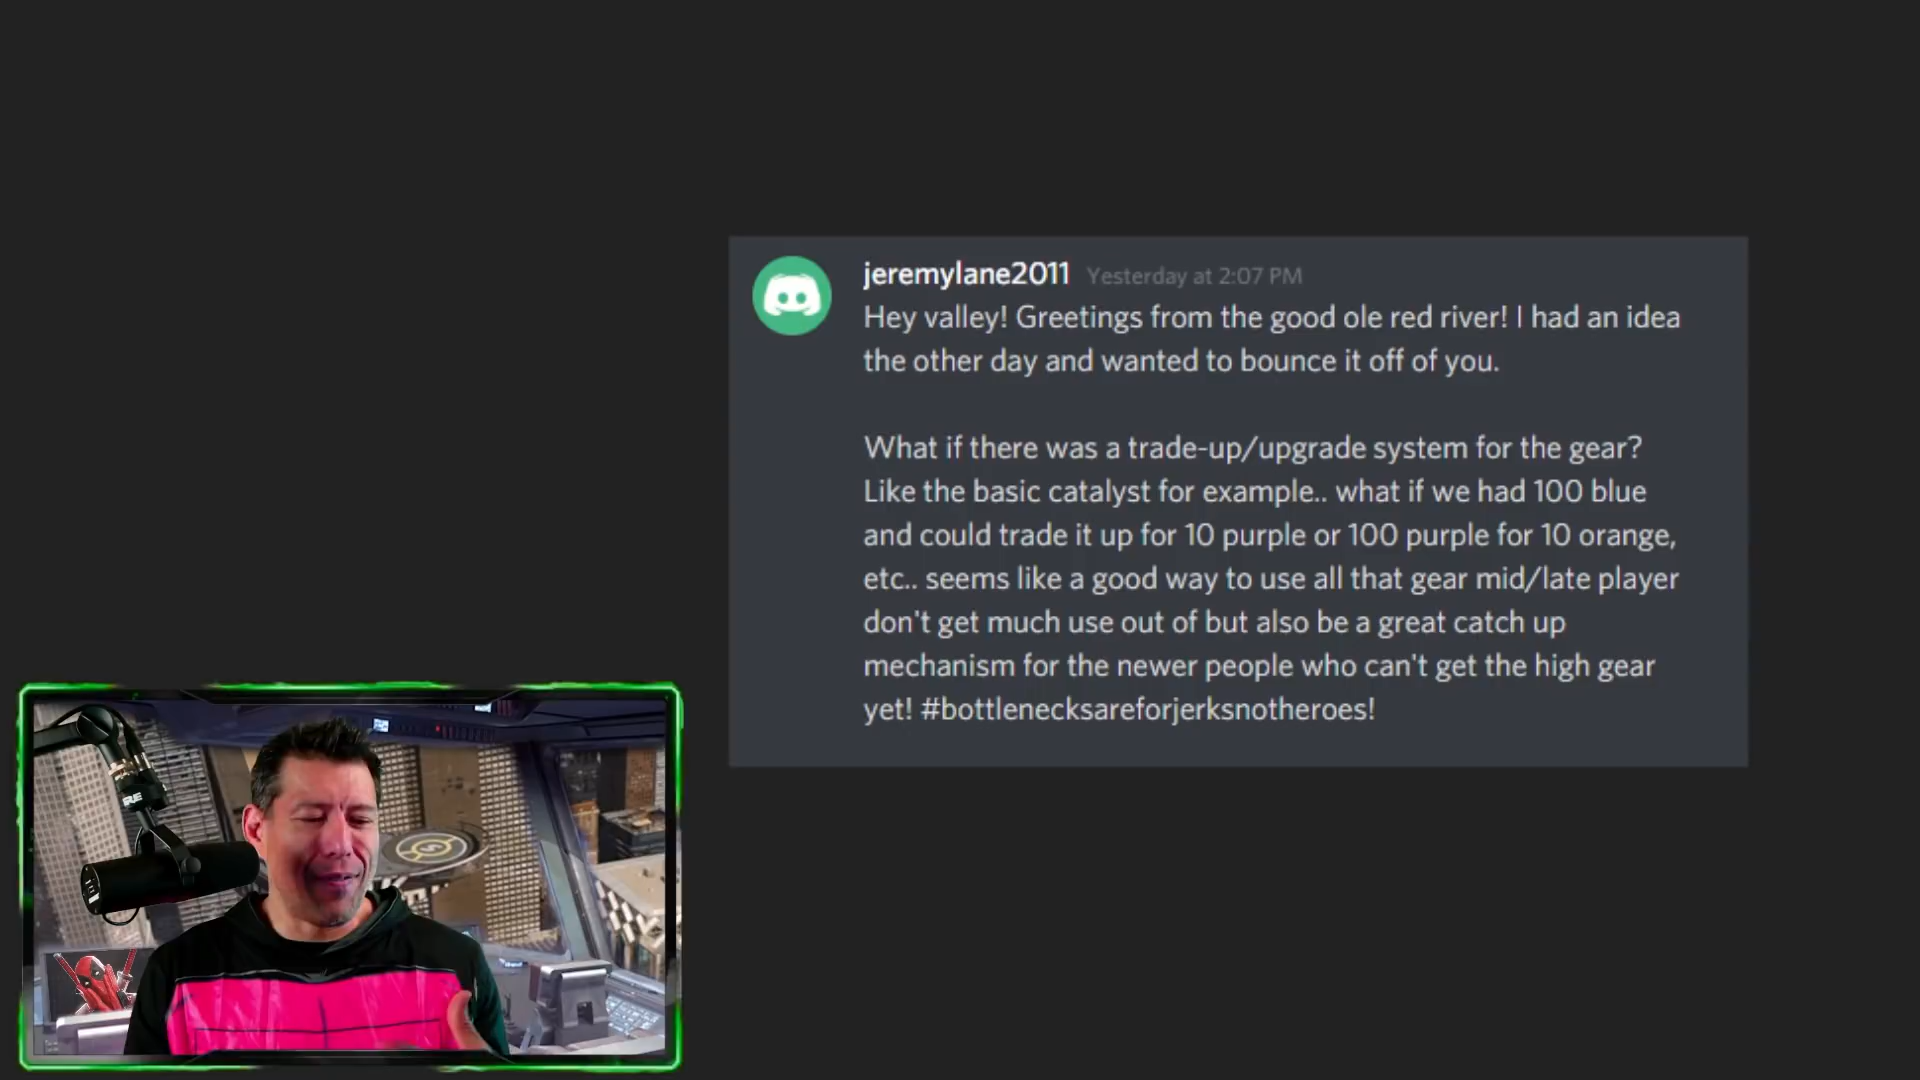 jeremylane2011 Yesterday at 2:07 PM
Hey valley! Greetings from the good ole red river! I had an idea
the other day and wanted to bounce it off of you.
What if there was a trade-up/upgrade system for the gear?
Like the basic catalyst for example.. what if we had 100 blue
and could trade it up for 10 purple or 100 purple for 10 orange,
etc.. seems like a good way to use all that gear mid/late player
don't get much use out of but also be a great catch up
mechanism for the newer people who can't get the high gear
yet! #bottlenecksareforjerksnotheroes!